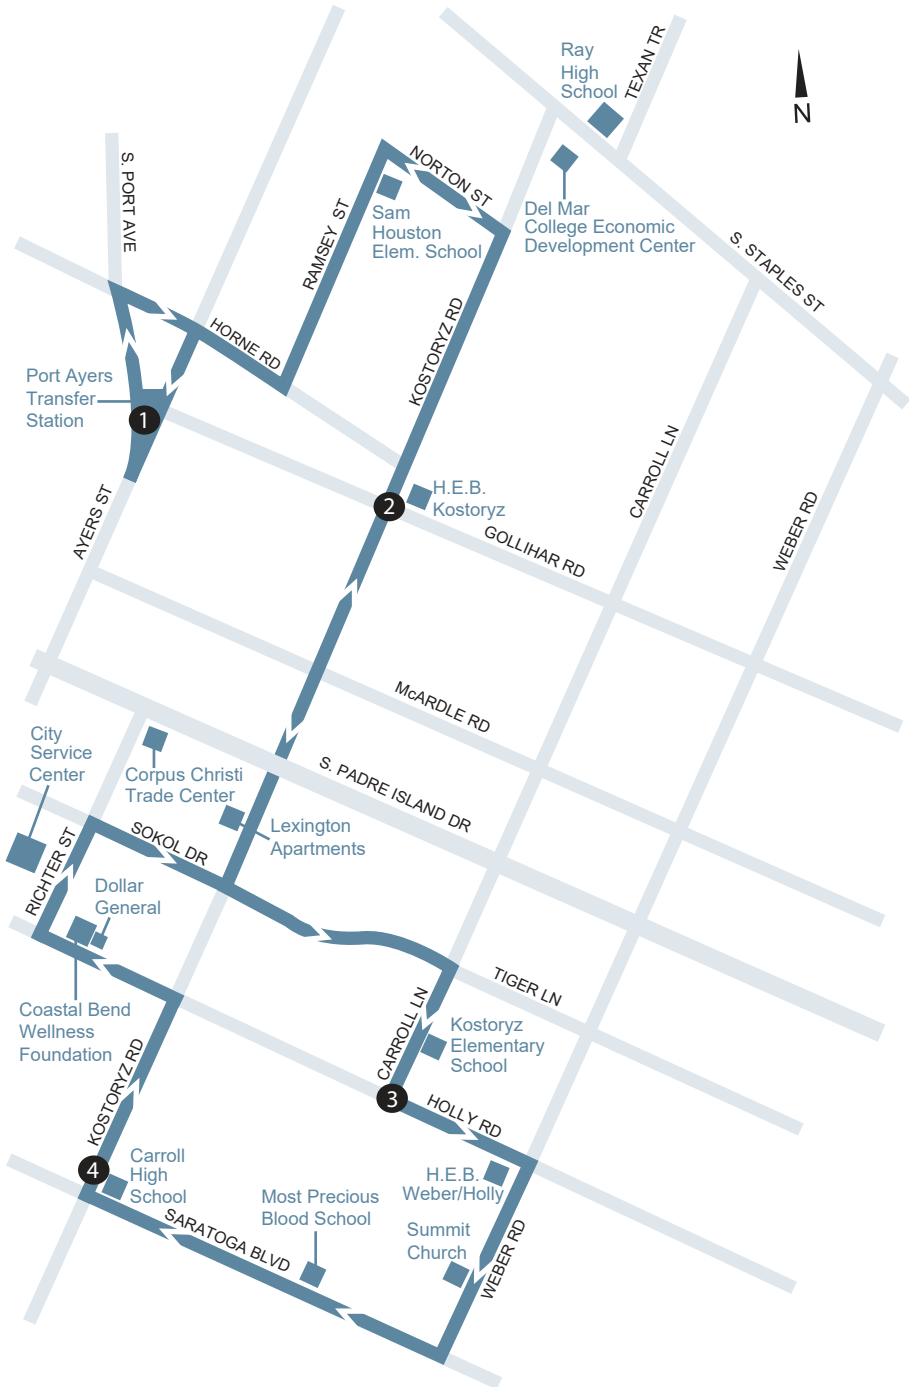 Ray
High
School
TEXAN TR
N
S. PORT AVE
NORTON ST
Sam
Houston
Elem. School
RAMSEY ST
Del Mar
College Economic
Development Center
S. STAPLES ST
HORNE RD
KOSTORYZ RD
Port Ayers
Transfer
Station
1
AYERS ST
2
H.E.B.
Kostoryz
GOLLIHAR RD
CARROLL LN
WEBER RD
McARDLE RD
City
Service
Center
Corpus Christi
Trade Center
S. PADRE ISLAND DR
Lexington
Apartments
SOKOL DR
RICHTER ST
Dollar
General
TIGER LN
Coastal Bend
Wellness
Foundation
CARROLL LN
Kostoryz
Elementary
School
KOSTORYZ RD
3
HOLLY RD
4
Carroll
High
School
H.E.B.
Weber/Holly
Most Precious
Blood School
Summit
Church
SARATOGA BLVD
WEBER RD